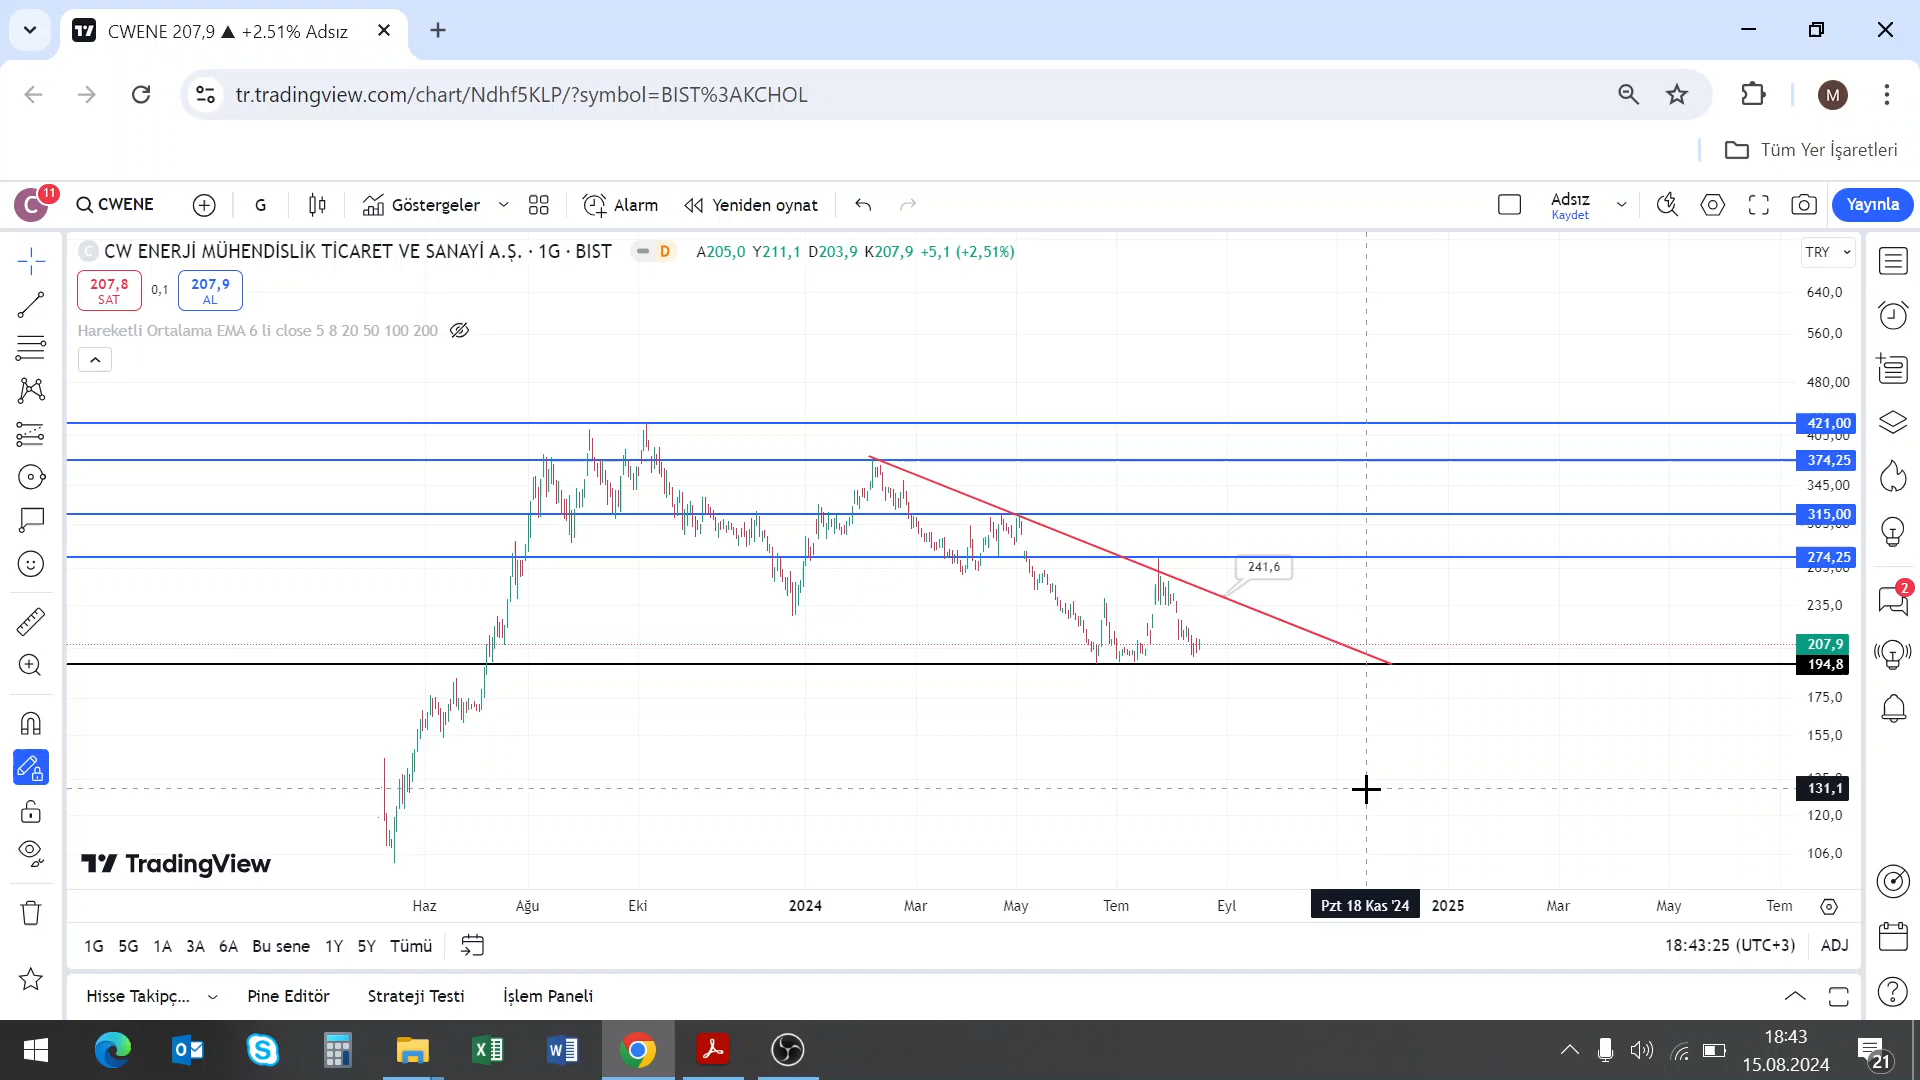 CWENE 207,9 ▲ +2.51% Adsız
tr.tradingview.com/chart/Ndhf5KLP/?symbol=BIST%3AKCHOL
M
Tüm Yer İşaretleri
C 11 CWENE G Göstergeler Alarm Yeniden oynat Adsız Yayınla
Kaydet
C CW ENERJİ MÜHENDİSLİK TİCARET VE SANAYİ A.Ş. · 1G · BIST D A205,0 Y211,1 D203,9 K207,9 +5,1 (+2,51%) TRY
207,8 0,1 207,9
SAT AL
Hareketli Ortalama EMA 6 li close 5 8 20 50 100 200
640,0
560,0
480,00
421,00
405,00
374,25
345,00
315,00
274,25
241,6
235,0
207,9
194,8
175,0
155,0
131,1
120,0
106,0
2
TradingView
Haz Ağu Eki 2024 Mar May Tem Eyl Pzt 18 Kas '24 2025 Mar May Tem
1G 5G 1A 3A 6A Bu sene 1Y 5Y Tümü 18:43:25 (UTC+3) ADJ
Hisse Takipç... Pine Editör Strateji Testi İşlem Paneli
18:43
15.08.2024
21